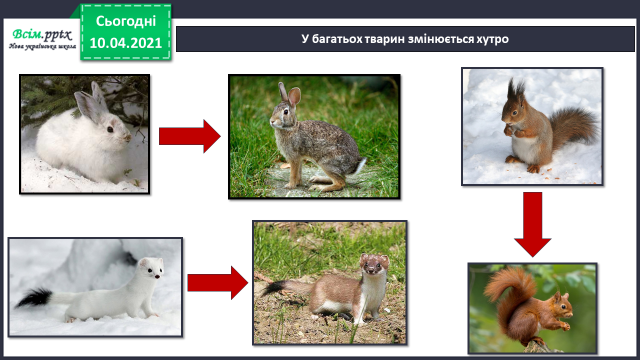 Всім.pptx
Нова українська школа
Сьогодні
10.04.2021
У багатьох тварин змінюється хутро